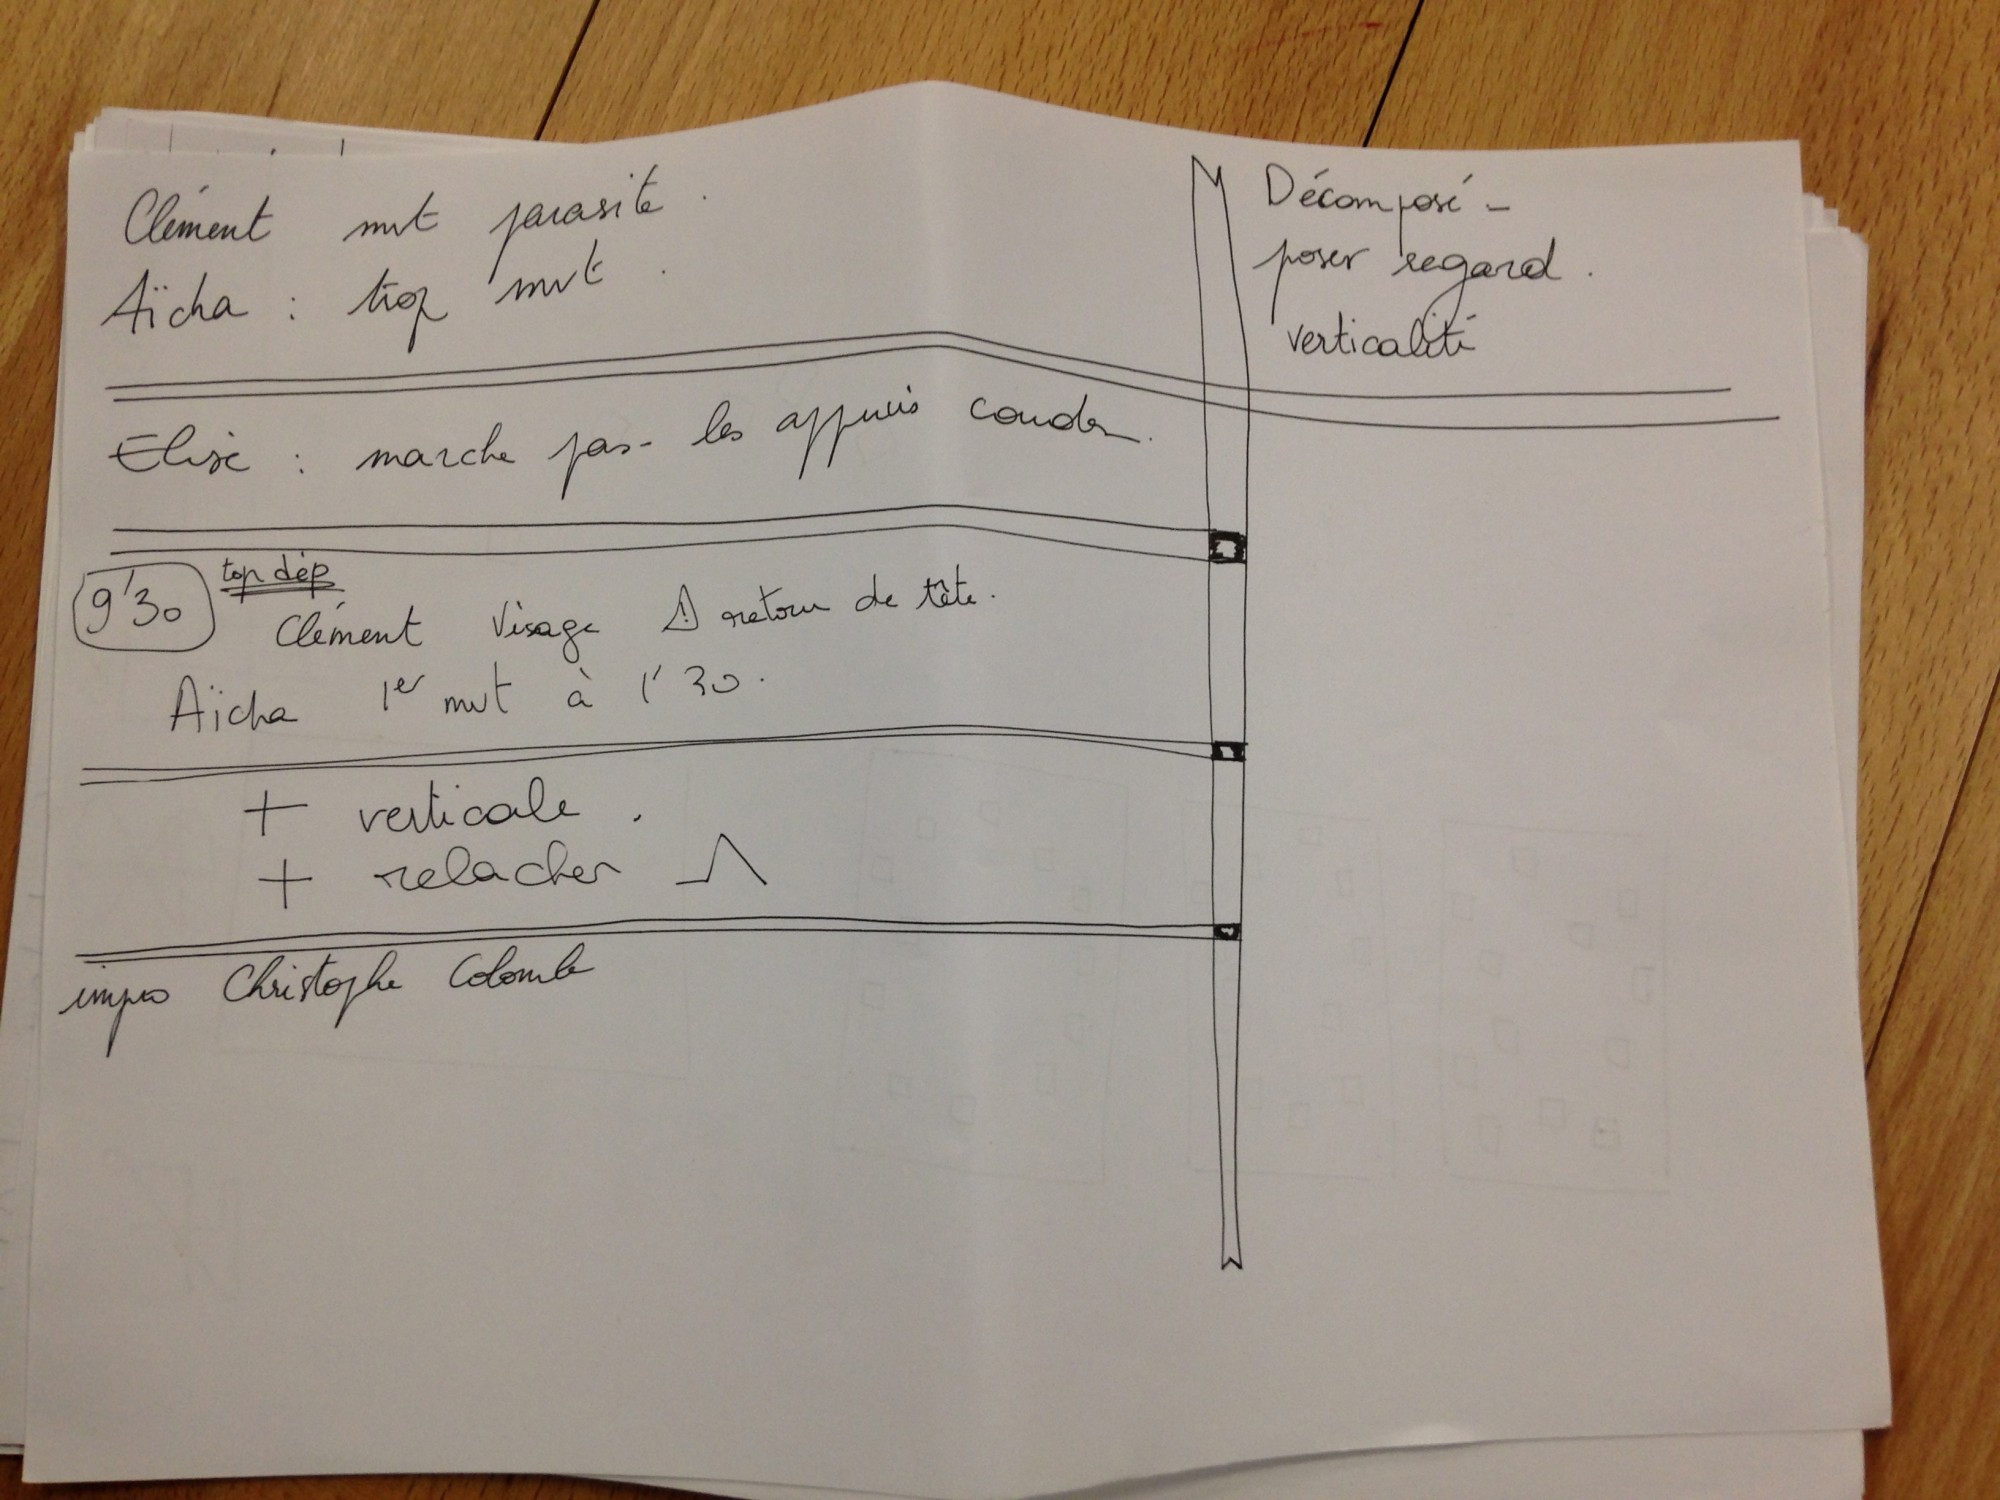 Clément mvt parasite.
Aïcha : trop mvt.
Décomposé -
poser regard.
verticalité
Elise : marche pas - les appuis coudes.
9'30 top dép
Clément Visage ⚠ retour de tête.
Aïcha 1er mvt à 1'30.
+ verticale.
+ relacher
impro Christophe Colomb